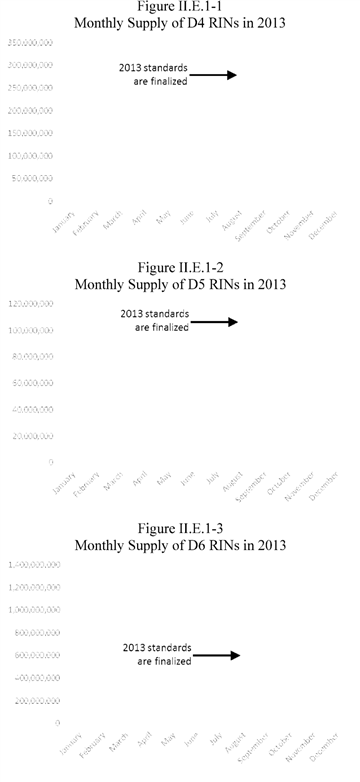 Figure II.E.1-1
Monthly Supply of D4 RINs in 2013
350,000,000
300,000,000
250,000,000
200,000,000
150,000,000
100,000,000
50,000,000
0
2013 standards
are finalized
January
February
March
April
May
June
July
August
September
October
November
December
Figure II.E.1-2
Monthly Supply of D5 RINs in 2013
120,000,000
100,000,000
80,000,000
60,000,000
40,000,000
20,000,000
0
2013 standards
are finalized
January
February
March
April
May
June
July
August
September
October
November
December
Figure II.E.1-3
Monthly Supply of D6 RINs in 2013
1,400,000,000
1,200,000,000
1,000,000,000
800,000,000
600,000,000
400,000,000
200,000,000
0
2013 standards
are finalized
January
February
March
April
May
June
July
August
September
October
November
December